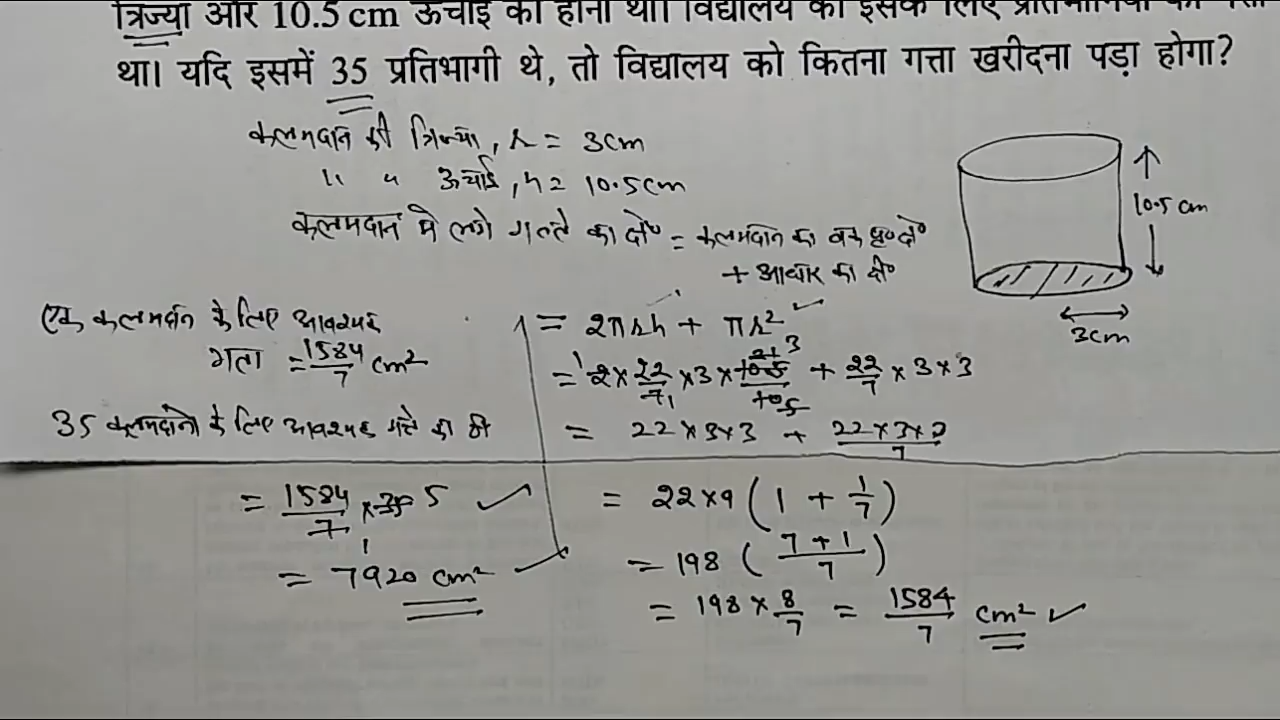 त्रिज्या और 10.5 cm ऊँचाई का होना था। विद्यालय को इसके लिए प्रतिभागियों को
था। यदि इसमें 35 प्रतिभागी थे, तो विद्यालय को कितना गत्ता खरीदना पड़ा होगा?
कलमदान की त्रिज्या, r = 3cm
" " ऊचाई, h = 10.5cm
10.5 cm
कलमदान मे लगे गत्ते का क्षे° = कलमदान का वक्र पृ° क्षे°
+ आधार का क्षे°
3cm
एक कलमदान के लिए आवश्यक
गत्ता = 1584/7 cm²
= 2πrh + πr²
= 2 × 22/7 × 3 × 105/10 + 22/7 × 3 × 3
35 कलमदानो के लिए आवश्यक गत्ते का क्षे
= 22×3×3 + 22×3×3/7
= 1584/7 × 35 5
= 22×9 (1 + 1/7)
= 7920 cm²
= 198 (7+1/7)
= 198 × 8/7 = 1584/7 cm²